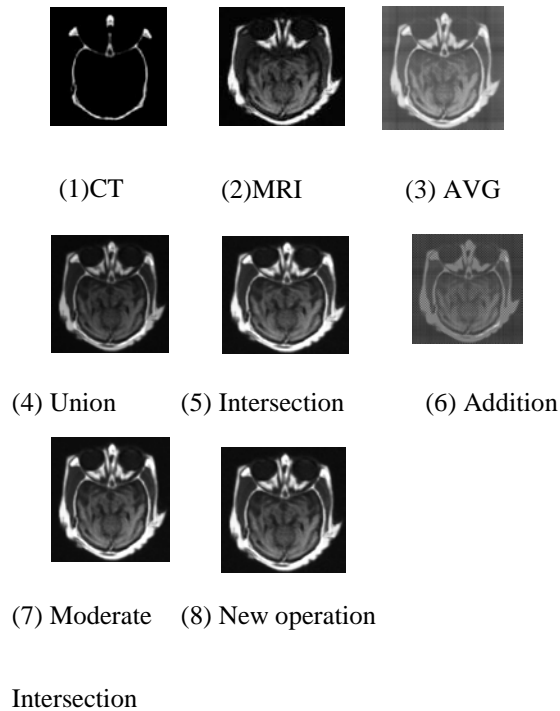 (1)CT (2)MRI (3) AVG
(4) Union (5) Intersection (6) Addition
(7) Moderate (8) New operation
Intersection